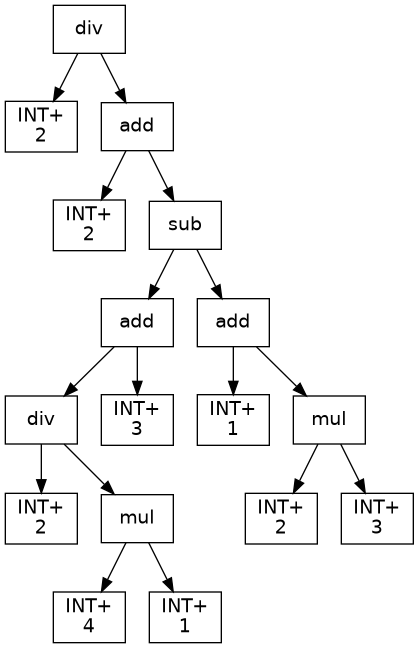 div
INT+
2
add
INT+
2
sub
add
add
div
INT+
3
INT+
1
mul
INT+
2
mul
INT+
2
INT+
3
INT+
4
INT+
1